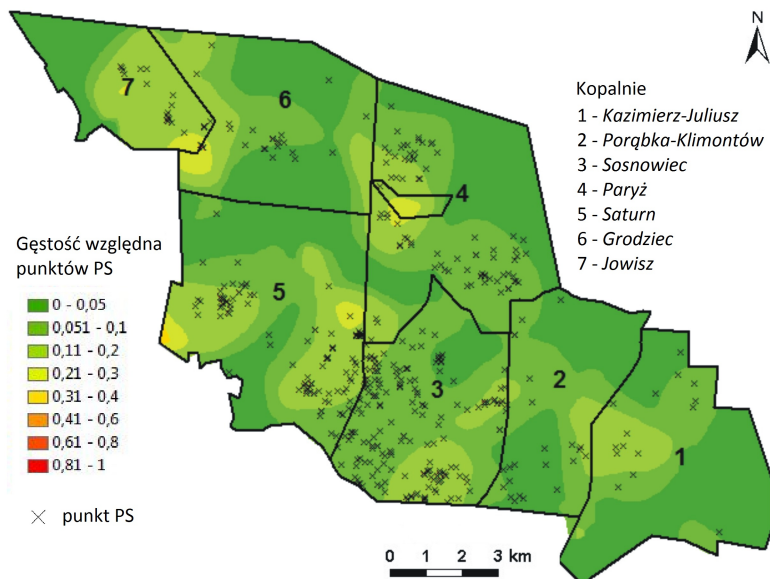 N
Kopalnie
1 - Kazimierz-Juliusz
2 - Porąbka-Klimontów
3 - Sosnowiec
4 - Paryż
5 - Saturn
6 - Grodziec
7 - Jowisz
7
6
4
5
3
2
1
Gęstość względna
punktów PS
0 - 0,05
0,051 - 0,1
0,11 - 0,2
0,21 - 0,3
0,31 - 0,4
0,41 - 0,6
0,61 - 0,8
0,81 - 1
punkt PS
0 1 2 3 km